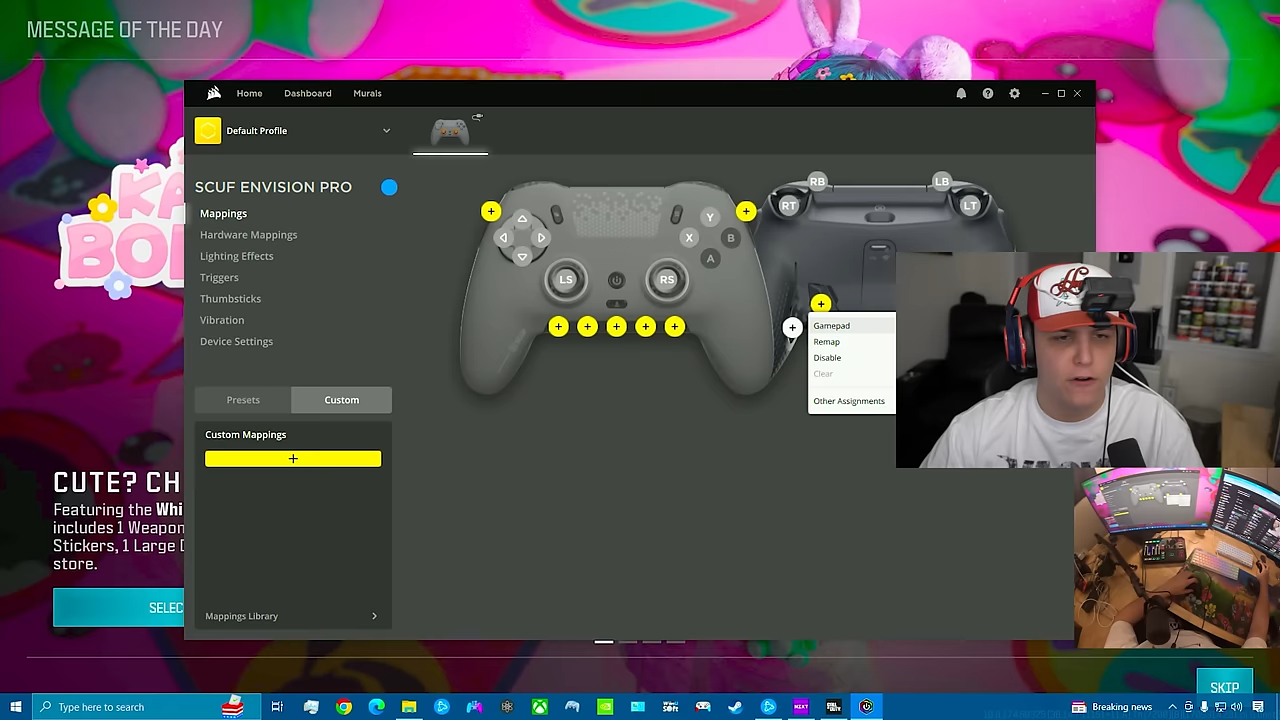 MESSAGE OF THE DAY
Home
Dashboard
Murals
Default Profile
SCUF ENVISION PRO
Mappings
Hardware Mappings
Lighting Effects
Triggers
Thumbsticks
Vibration
Device Settings
Presets
Custom
Custom Mappings
+
Mappings Library
RB
LB
RT
LT
Y
X
B
A
LS
RS
Gamepad
Remap
Disable
Clear
Other Assignments
KA
BO
CUTE? CH
Featuring the Whi
includes 1 Weapon
Stickers, 1 Large D
store.
SELEC
SKIP
Type here to search
NEXT
Breaking news